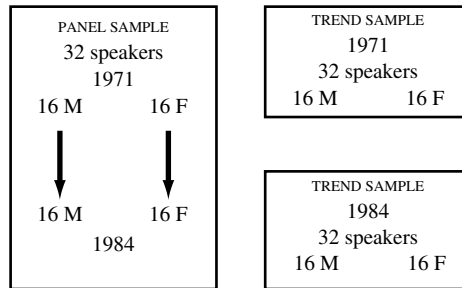 PANEL SAMPLE
32 speakers
1971
16 M 16 F
16 M 16 F
1984
TREND SAMPLE
1971
32 speakers
16 M 16 F
TREND SAMPLE
1984
32 speakers
16 M 16 F